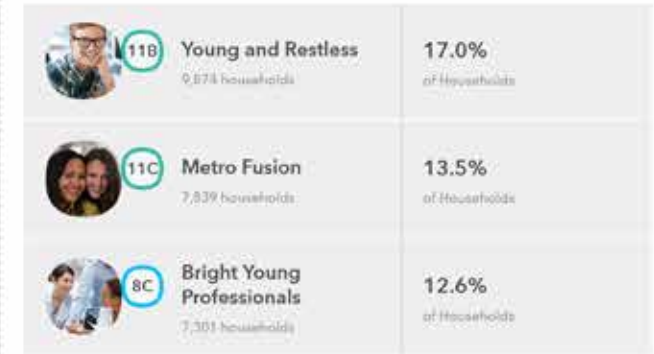 11B
Young and Restless
9,874 households
17.0%
of Households
11C
Metro Fusion
7,839 households
13.5%
of Households
8C
Bright Young
Professionals
7,301 households
12.6%
of Households